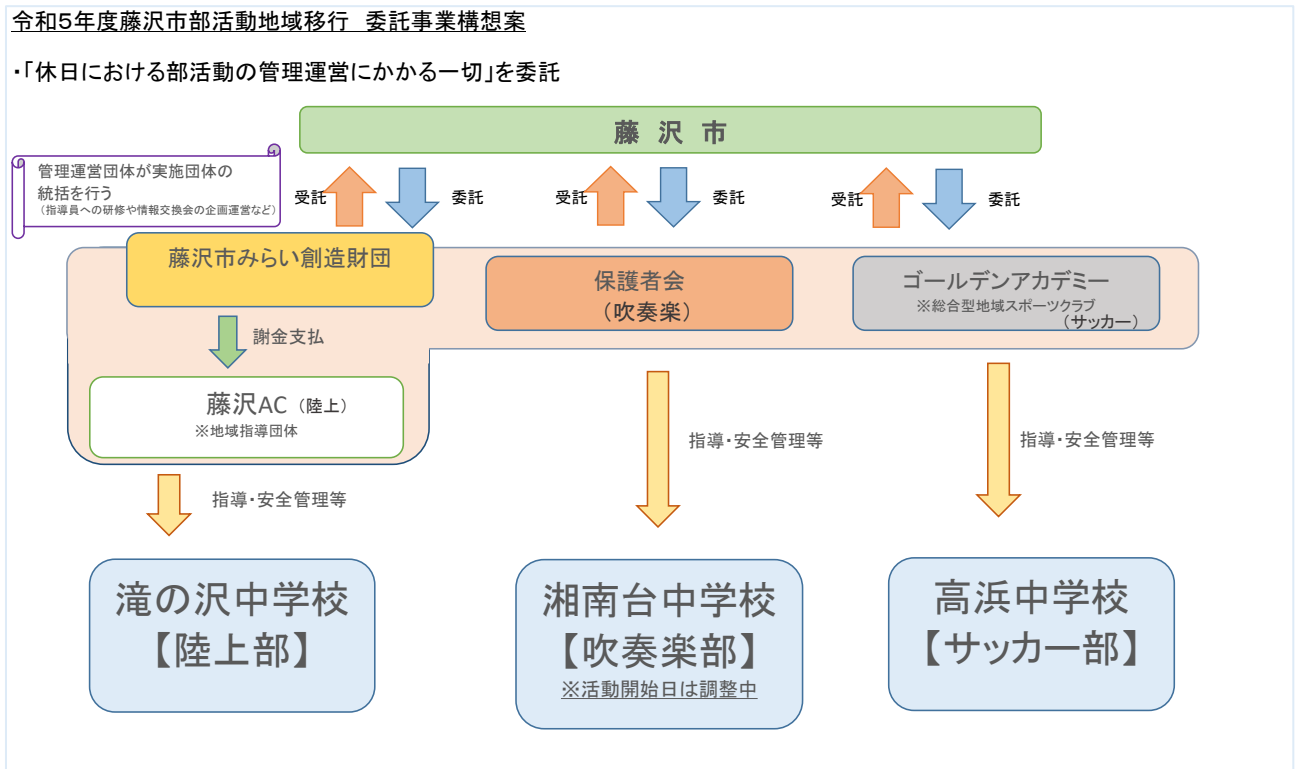 令和５年度藤沢市部活動地域移行　委託事業構想案
・「休日における部活動の管理運営にかかる一切」を委託
藤 沢 市
管理運営団体が実施団体の
統括を行う
（指導員への研修や情報交換会の企画運営など）
受託
委託
受託
委託
受託
委託
藤沢市みらい創造財団
保護者会
（吹奏楽）
ゴールデンアカデミー
※総合型地域スポーツクラブ
（サッカー）
謝金支払
藤沢AC（陸上）
※地域指導団体
指導・安全管理等
指導・安全管理等
指導・安全管理等
滝の沢中学校
【陸上部】
湘南台中学校
【吹奏楽部】
※活動開始日は調整中
高浜中学校
【サッカー部】